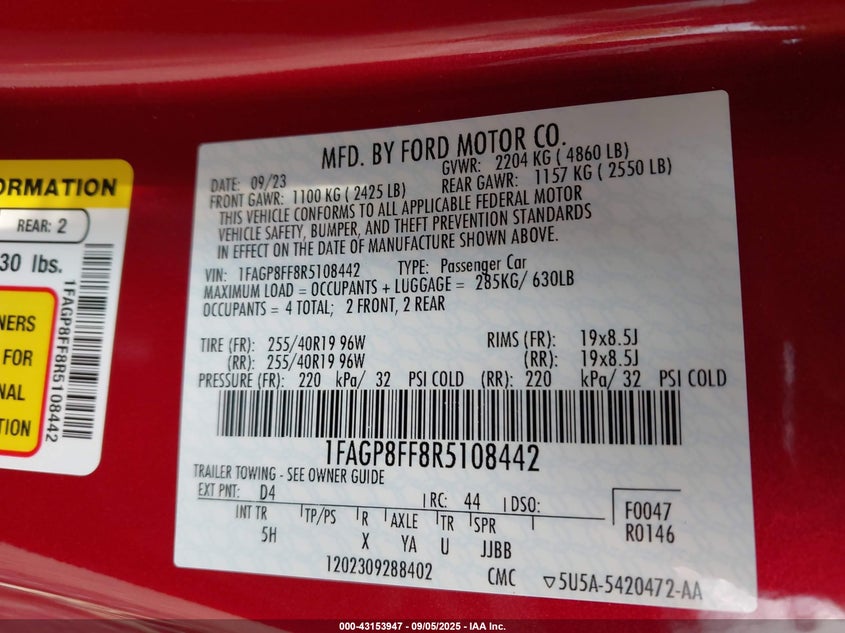 ORMATION
REAR: 2
30 lbs.
NERS
FOR
NAL
TION
1FAGP8FF8R5108442
MFD. BY FORD MOTOR CO.
DATE: 09/23 GVWR: 2204 KG ( 4860 LB)
FRONT GAWR: 1100 KG ( 2425 LB) REAR GAWR: 1157 KG ( 2550 LB)
THIS VEHICLE CONFORMS TO ALL APPLICABLE FEDERAL MOTOR
VEHICLE SAFETY, BUMPER, AND THEFT PREVENTION STANDARDS
IN EFFECT ON THE DATE OF MANUFACTURE SHOWN ABOVE.
VIN: 1FAGP8FF8R5108442 TYPE: Passenger Car
MAXIMUM LOAD = OCCUPANTS + LUGGAGE = 285KG/ 630LB
OCCUPANTS = 4 TOTAL; 2 FRONT, 2 REAR
TIRE (FR): 255/40R19 96W RIMS (FR): 19x8.5J
(RR): 255/40R19 96W (RR): 19x8.5J
PRESSURE (FR): 220 kPa/ 32 PSI COLD (RR): 220 kPa/ 32 PSI COLD
1FAGP8FF8R5108442
TRAILER TOWING - SEE OWNER GUIDE
EXT PNT: D4 RC: 44 DSO: F0047
INT TR TP/PS R AXLE TR SPR R0146
5H X YA U JJBB
1202309288402 CMC ▽5U5A-5420472-AA
000-43153947 - 09/05/2025 - IAA Inc.